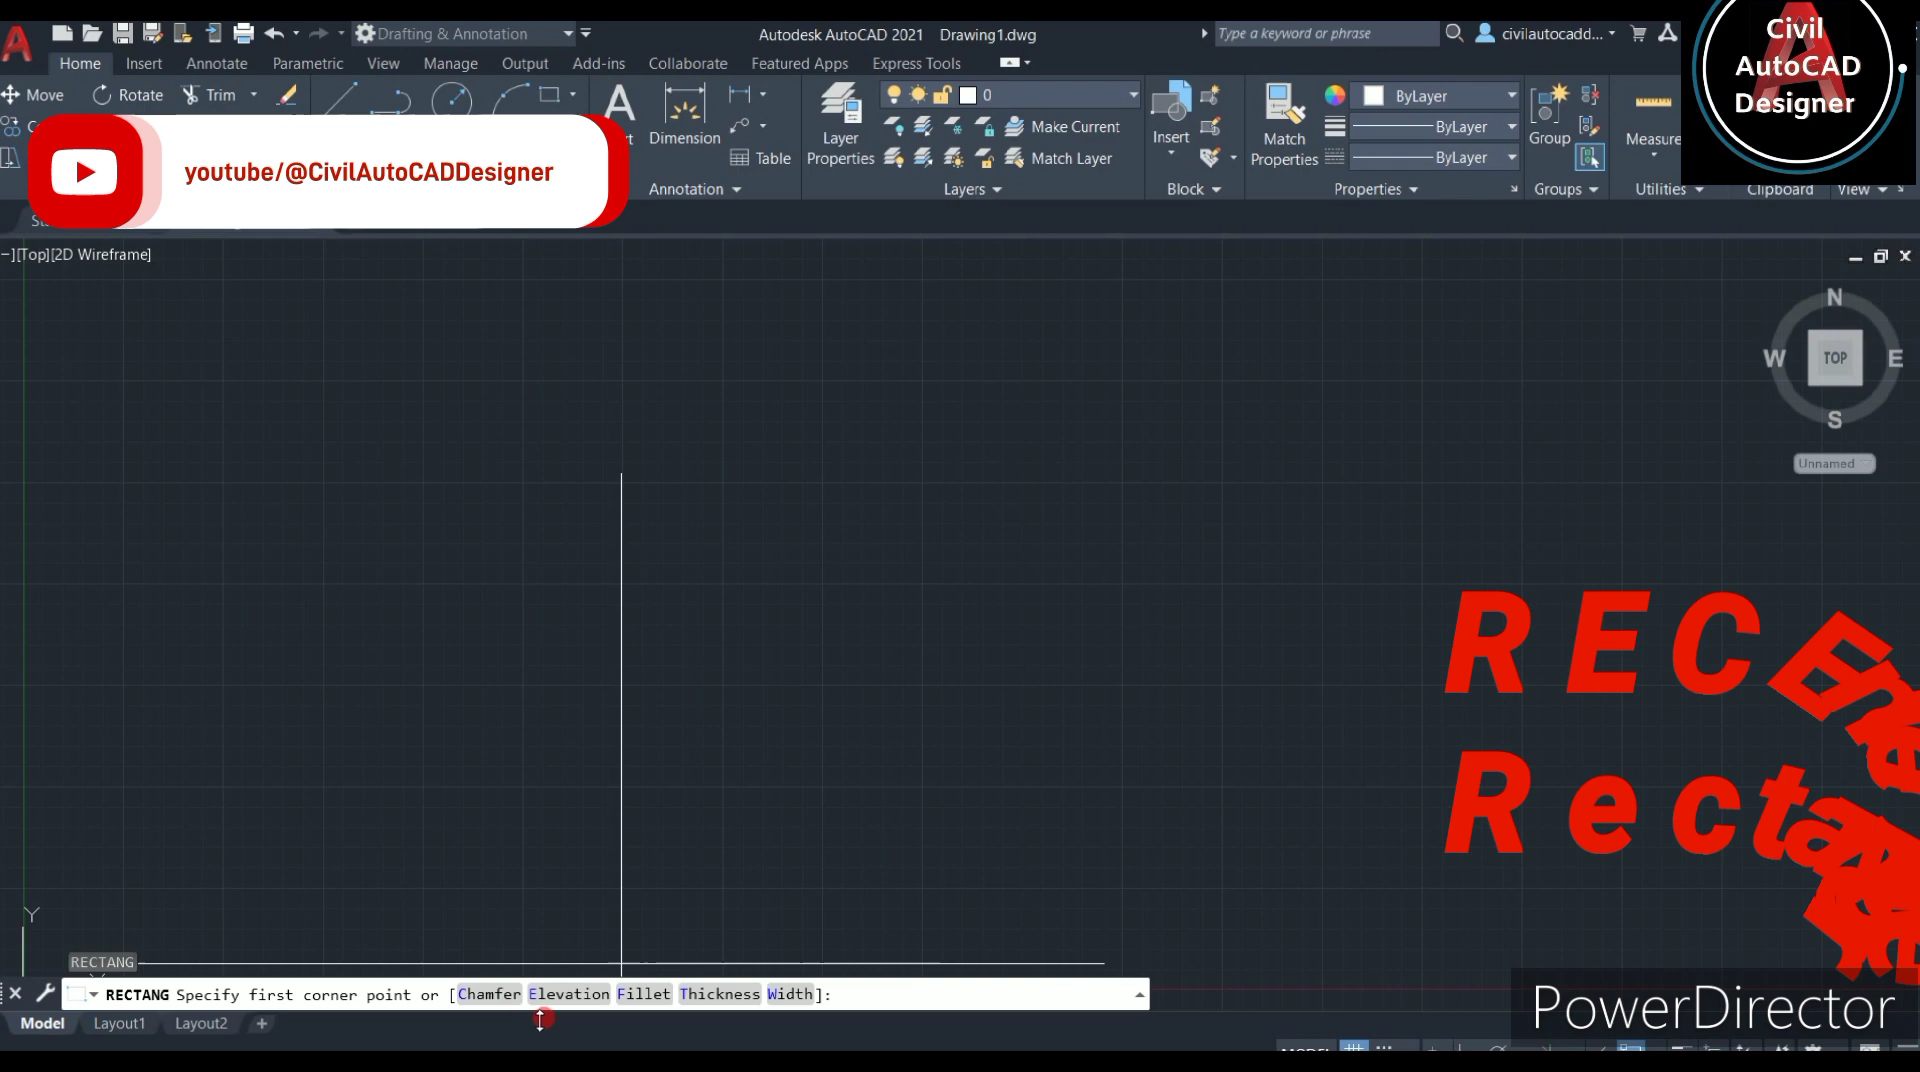 Drafting & Annotation
Autodesk AutoCAD 2021 Drawing1.dwg
Type a keyword or phrase
civilautocadd...
Civil
AutoCAD
Designer
Home Insert Annotate Parametric View Manage Output Add-ins Collaborate Featured Apps Express Tools
Move Rotate Trim
Dimension
Table
Annotation
Layer
Properties
0
Make Current
Match Layer
Layers
Insert
Block
Match
Properties
ByLayer
ByLayer
ByLayer
Properties
Group
Groups
Measure
Utilities
Clipboard
View
youtube/@CivilAutoCADDesigner
[Top][2D Wireframe]
N
W TOP E
S
Unnamed
REC
Y
RECTANG
RECTANG Specify first corner point or [Chamfer Elevation Fillet Thickness Width]:
Model Layout1 Layout2 +
PowerDirector